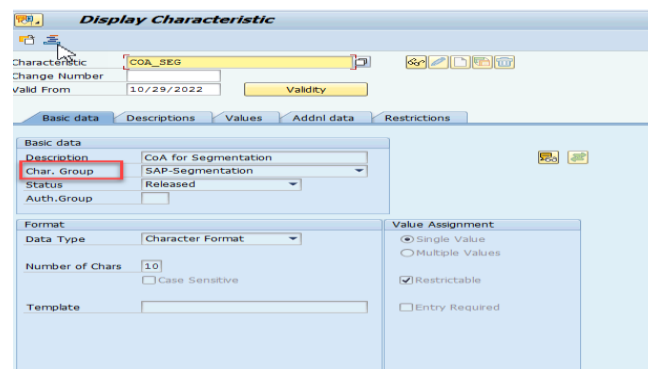 Display Characteristic
Characteristic COA_SEG
Change Number
Valid From 10/29/2022 Validity
Basic data Descriptions Values Addnl data Restrictions
Basic data
Description CoA for Segmentation
Char. Group SAP-Segmentation
Status Released
Auth.Group
Format Value Assignment
Data Type Character Format Single Value
Multiple Values
Number of Chars 10
Case Sensitive Restrictable
Template Entry Required